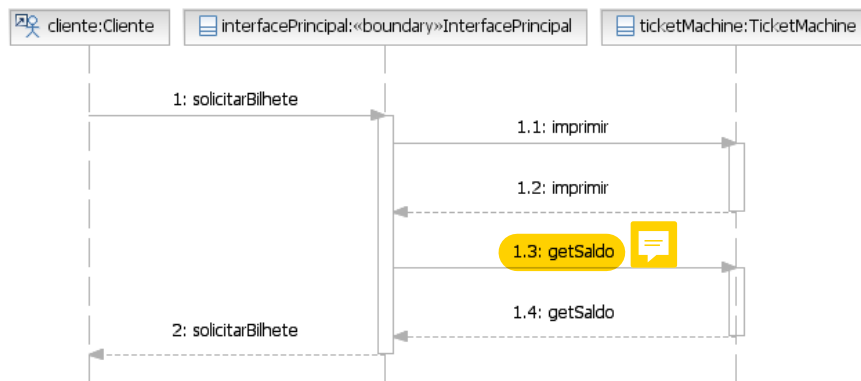 cliente:Cliente
interfacePrincipal:«boundary»InterfacePrincipal
ticketMachine:TicketMachine
1: solicitarBilhete
1.1: imprimir
1.2: imprimir
1.3: getSaldo
1.4: getSaldo
2: solicitarBilhete